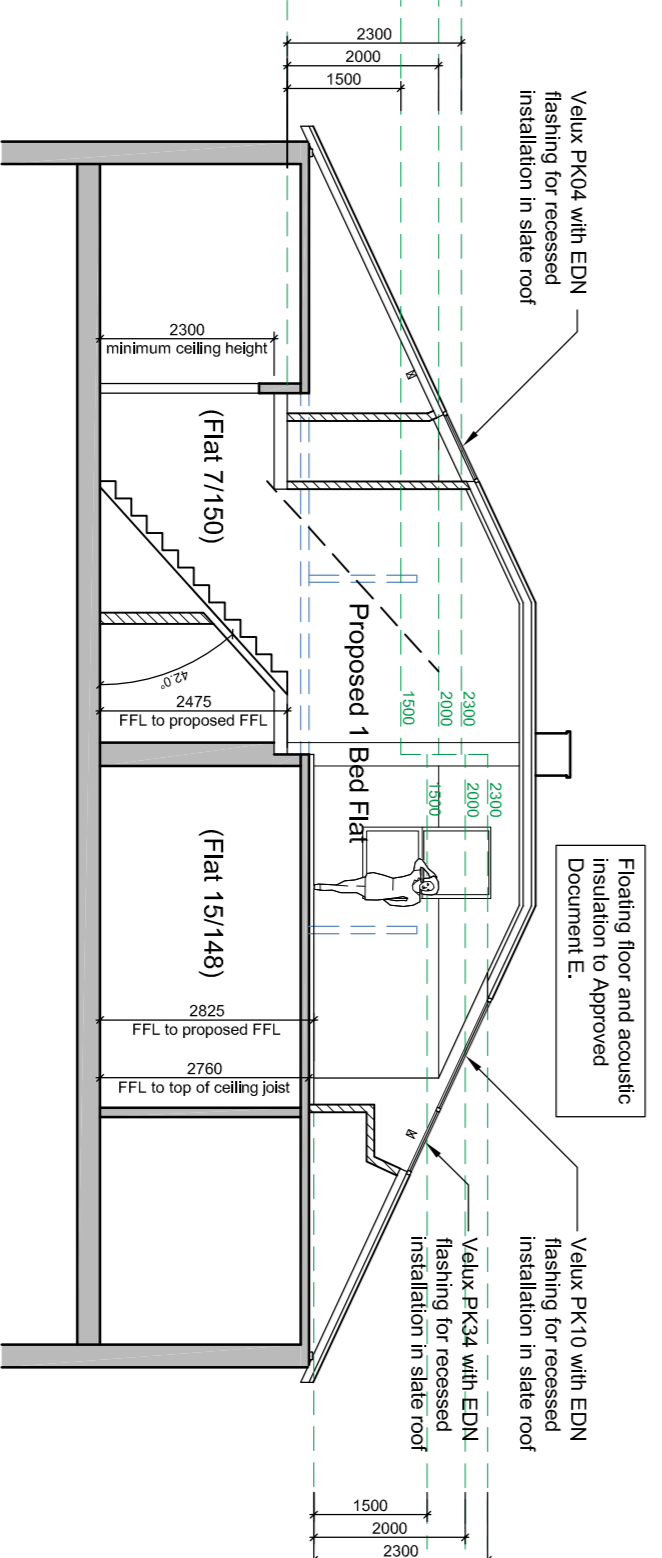 2300
2000
1500
Velux PK04 with EDN
flashing for recessed
installation in slate roof
2300
minimum ceiling height
(Flat 7/150)
42.0°
2475
FFL to proposed FFL
Proposed 1 Bed Flat
1500
2000
2300
1500
2000
2300
Floating floor and acoustic
insulation to Approved
Document E.
(Flat 15/148)
2825
FFL to proposed FFL
2760
FFL to top of ceiling joist
Velux PK10 with EDN
flashing for recessed
installation in slate roof
Velux PK34 with EDN
flashing for recessed
installation in slate roof
1500
2000
2300